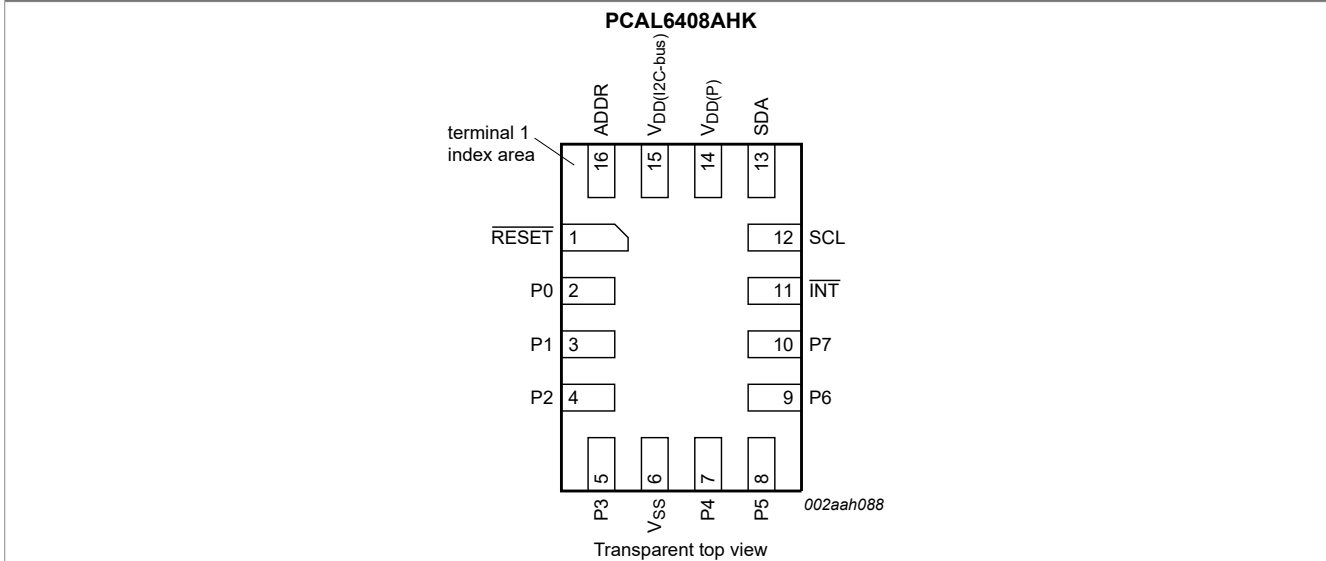 PCAL6408AHK
ADDR
VDD(I2C-bus)
VDD(P)
SDA
terminal 1
index area
16
15
14
13
RESET 1
12 SCL
P0 2
11 INT
P1 3
10 P7
P2 4
9 P6
5
6
7
8
P3
VSS
P4
P5
002aah088
Transparent top view